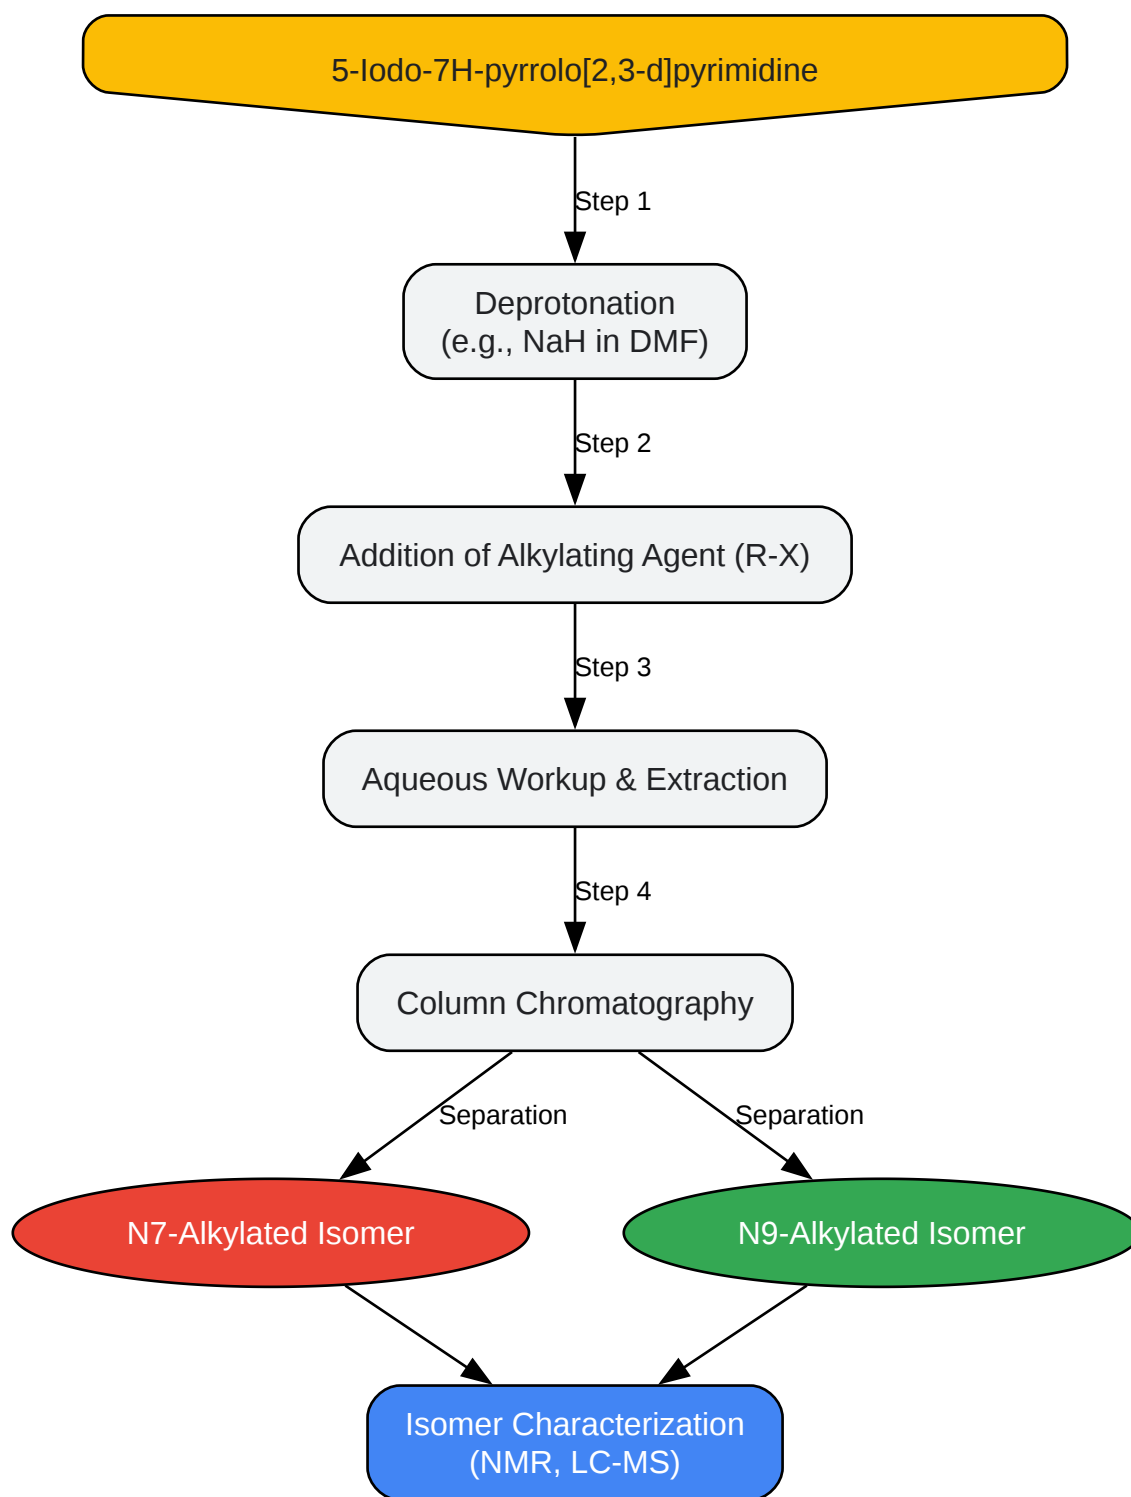 5-Iodo-7H-pyrrolo[2,3-d]pyrimidine
Step 1
Deprotonation
(e.g., NaH in DMF)
Step 2
Addition of Alkylating Agent (R-X)
Step 3
Aqueous Workup & Extraction
Step 4
Column Chromatography
Separation
Separation
N7-Alkylated Isomer
N9-Alkylated Isomer
Isomer Characterization
(NMR, LC-MS)